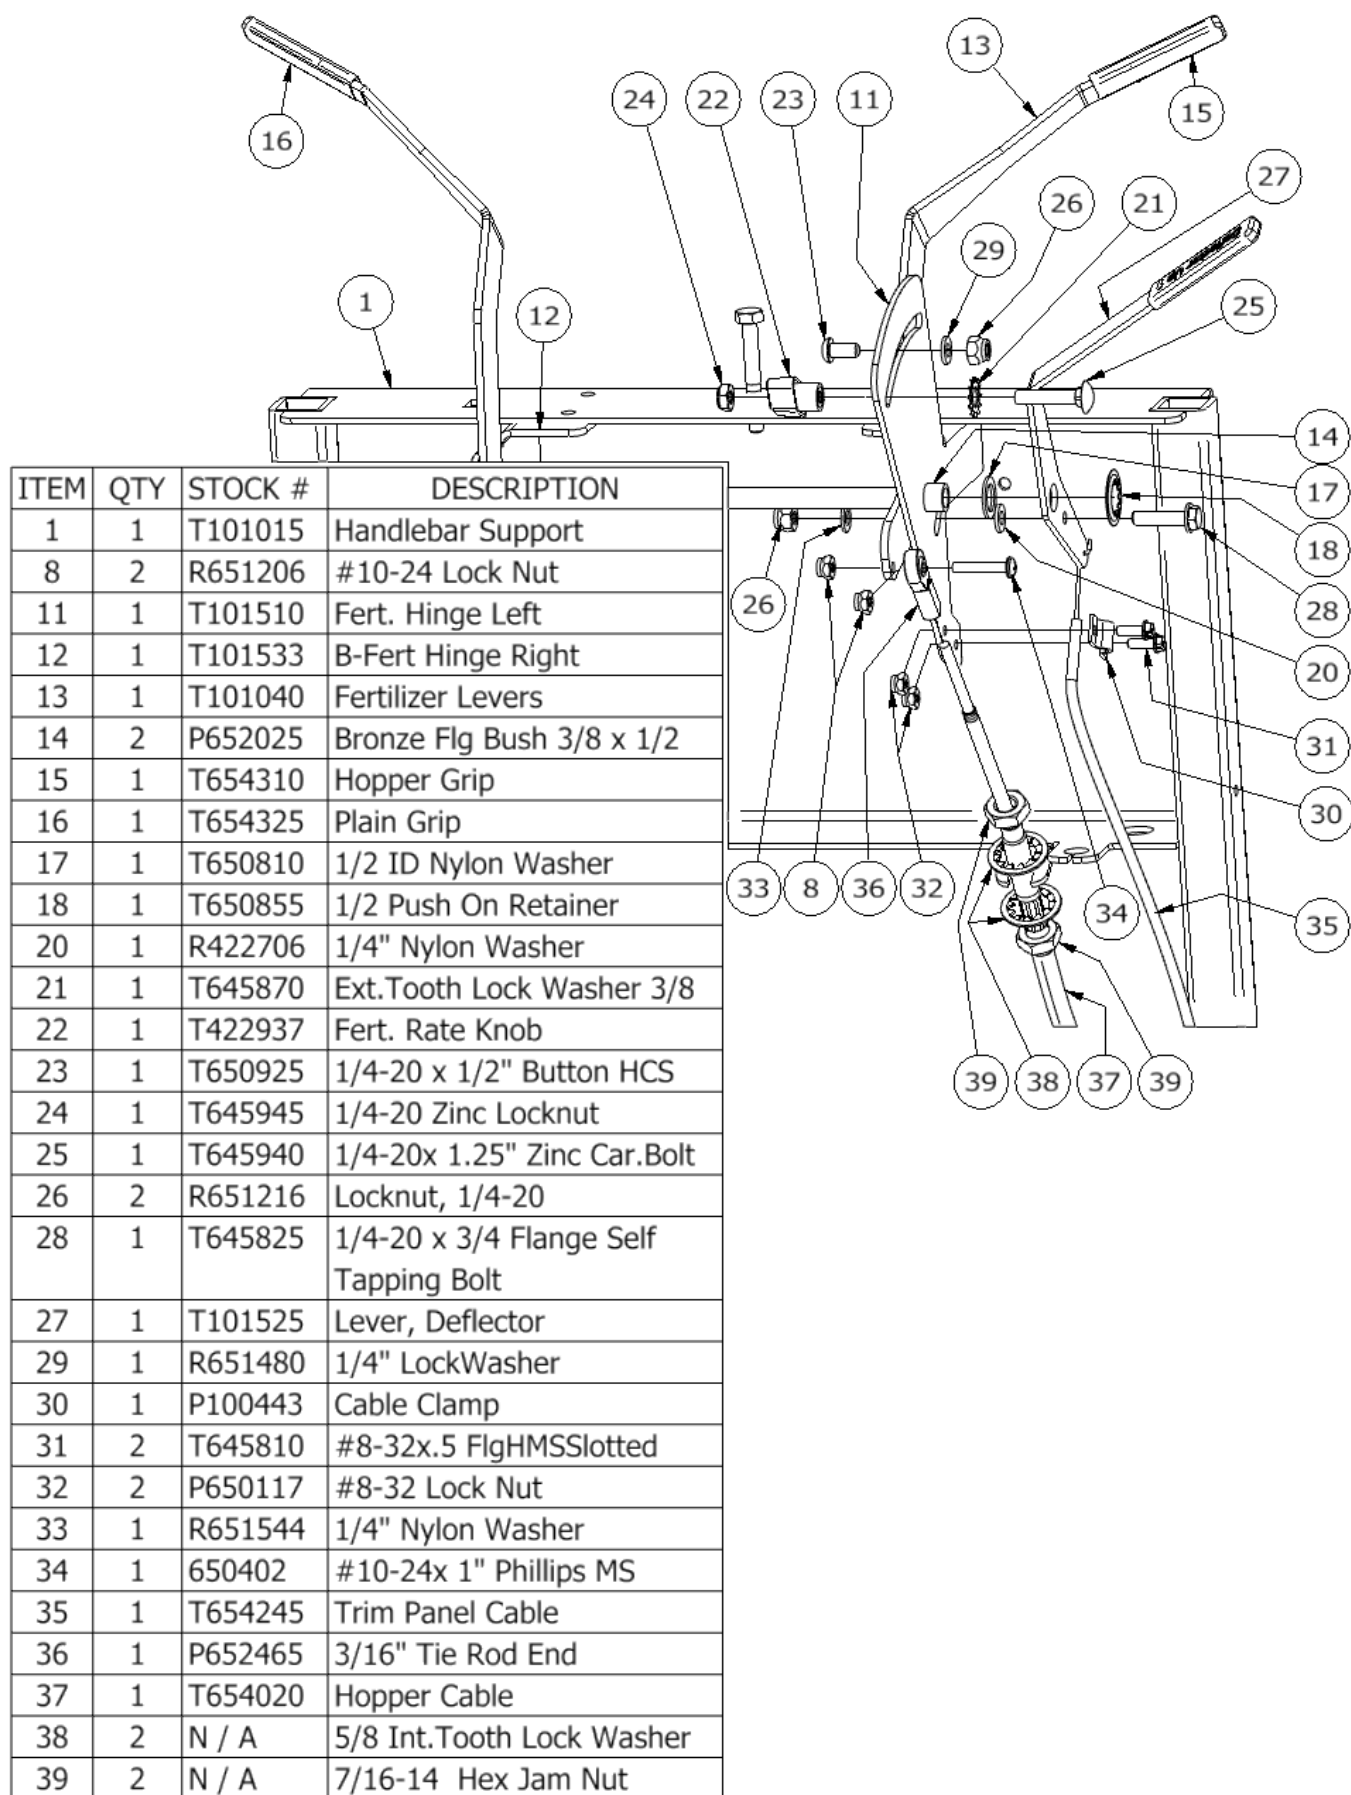 13
24
22
23
11
15
16
27
26
21
29
1
12
25
14
17
18
26
28
20
31
30
33
8
36
32
34
35
39
38
37
39
ITEM QTY STOCK # DESCRIPTION
1 1 T101015 Handlebar Support
8 2 R651206 #10-24 Lock Nut
11 1 T101510 Fert. Hinge Left
12 1 T101533 B-Fert Hinge Right
13 1 T101040 Fertilizer Levers
14 2 P652025 Bronze Flg Bush 3/8 x 1/2
15 1 T654310 Hopper Grip
16 1 T654325 Plain Grip
17 1 T650810 1/2 ID Nylon Washer
18 1 T650855 1/2 Push On Retainer
20 1 R422706 1/4" Nylon Washer
21 1 T645870 Ext.Tooth Lock Washer 3/8
22 1 T422937 Fert. Rate Knob
23 1 T650925 1/4-20 x 1/2" Button HCS
24 1 T645945 1/4-20 Zinc Locknut
25 1 T645940 1/4-20x 1.25" Zinc Car.Bolt
26 2 R651216 Locknut, 1/4-20
28 1 T645825 1/4-20 x 3/4 Flange Self
Tapping Bolt
27 1 T101525 Lever, Deflector
29 1 R651480 1/4" LockWasher
30 1 P100443 Cable Clamp
31 2 T645810 #8-32x.5 FlgHMSSlotted
32 2 P650117 #8-32 Lock Nut
33 1 R651544 1/4" Nylon Washer
34 1 650402 #10-24x 1" Phillips MS
35 1 T654245 Trim Panel Cable
36 1 P652465 3/16" Tie Rod End
37 1 T654020 Hopper Cable
38 2 N / A 5/8 Int.Tooth Lock Washer
39 2 N / A 7/16-14 Hex Jam Nut